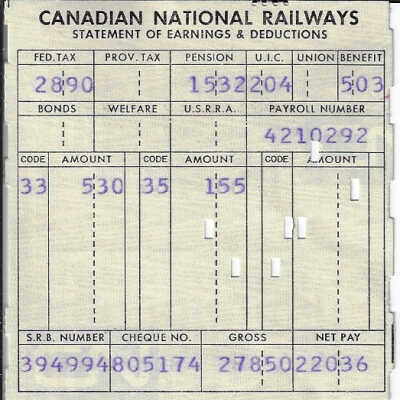 CANADIAN NATIONAL RAILWAYS
STATEMENT OF EARNINGS & DEDUCTIONS
FED. TAX PROV. TAX PENSION U.I.C. UNION BENEFIT
2890 1532 204 503
BONDS WELFARE U.S.R.R.A. PAYROLL NUMBER
4210292
CODE AMOUNT CODE AMOUNT CODE AMOUNT
33 530 35 155
S.R.B. NUMBER CHEQUE NO. GROSS NET PAY
394994 805174 27850 22036